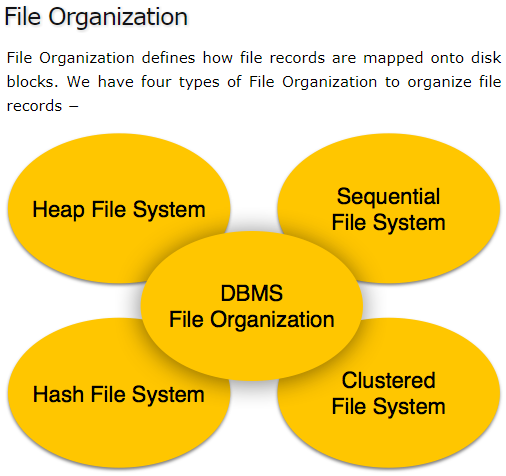 File Organization
File Organization defines how file records are mapped onto disk
blocks. We have four types of File Organization to organize file
records −
Heap File System
Sequential
File System
DBMS
File Organization
Hash File System
Clustered
File System